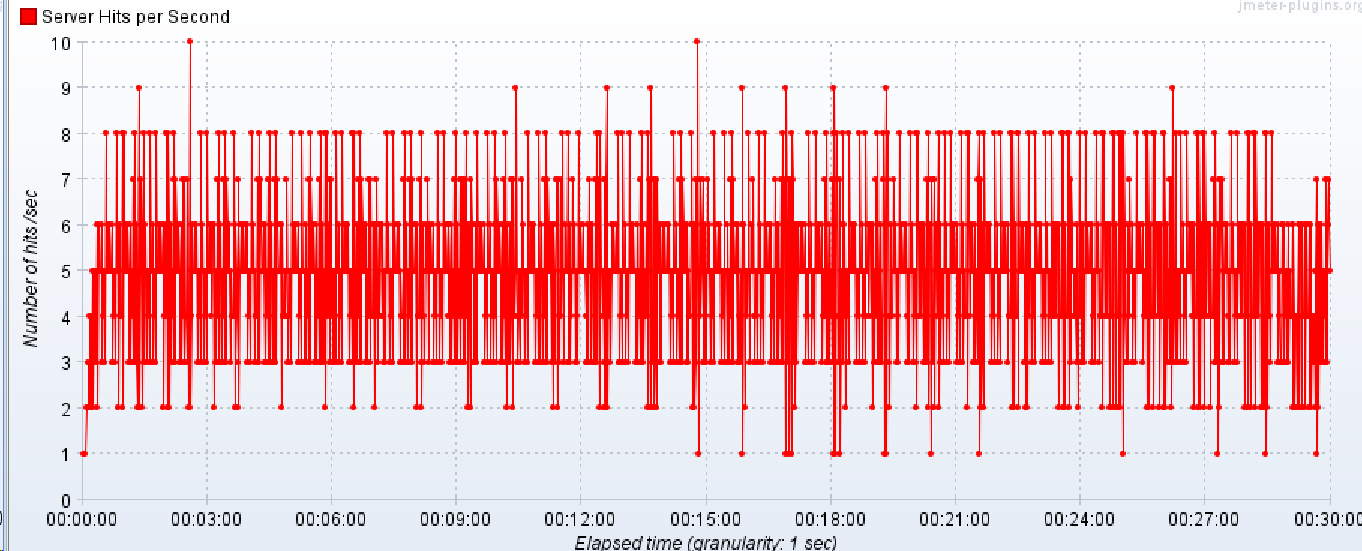 jmeter-plugins.org
Server Hits per Second
10
9
8
7
6
5
4
3
2
1
0
Number of hits /sec
00:00:00 00:03:00 00:06:00 00:09:00 00:12:00 00:15:00 00:18:00 00:21:00 00:24:00 00:27:00 00:30:00
Elapsed time (granularity: 1 sec)